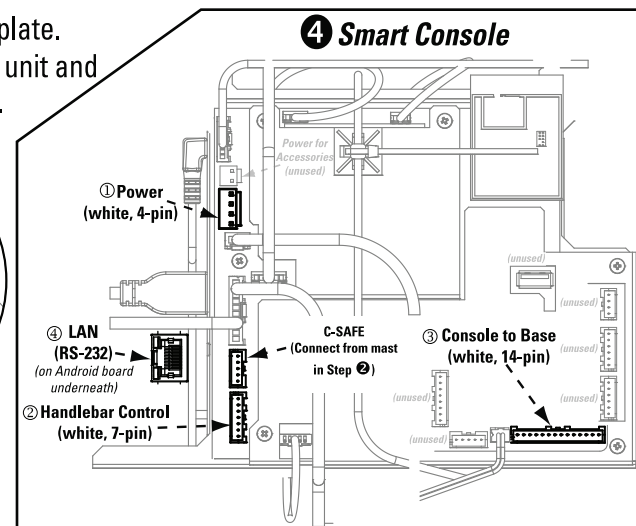 plate.
unit and
❹ Smart Console
Power for
Accessories
(unused)
①Power
(white, 4-pin)
(unused)
(unused)
④ LAN
(RS-232)
(on Android board
underneath)
C-SAFE
(Connect from mast
in Step ❷)
③ Console to Base
(white, 14-pin)
(unused)
(unused)
(unused)
② Handlebar Control
(white, 7-pin)
(unused)